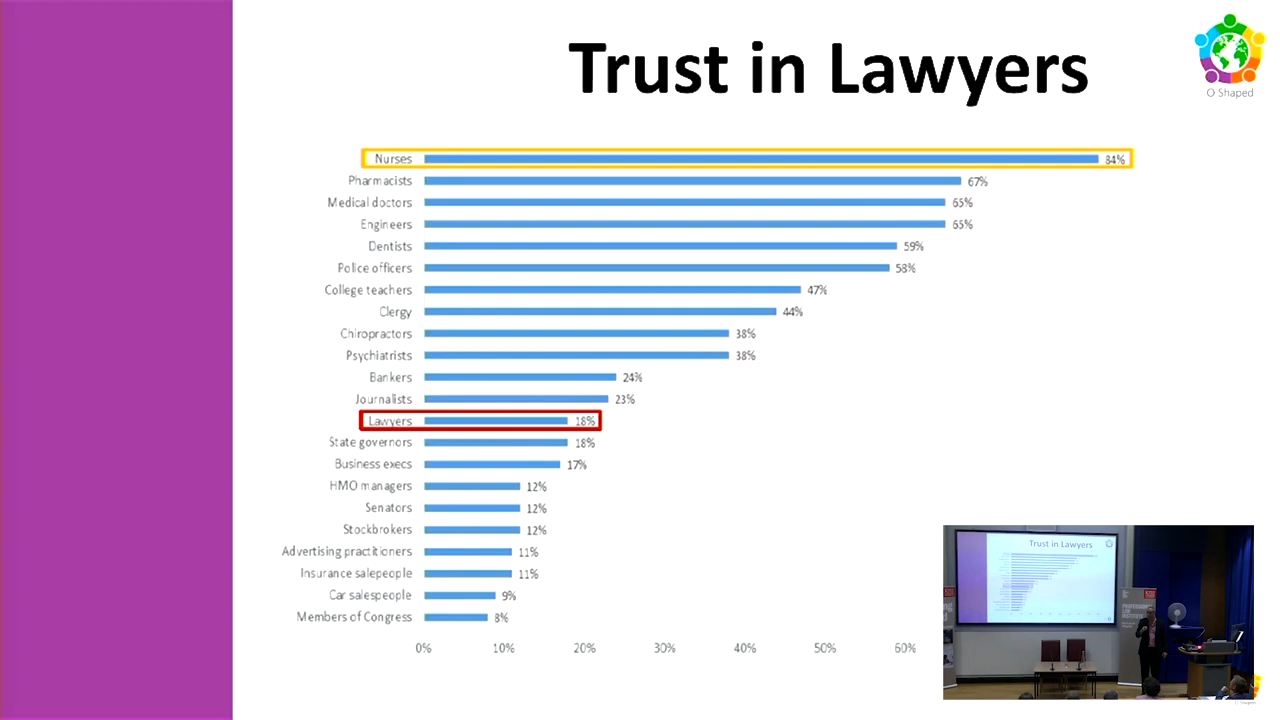 Trust in Lawyers
O Shaped
Nurses 84%
Pharmacists 67%
Medical doctors 65%
Engineers 65%
Dentists 59%
Police officers 58%
College teachers 47%
Clergy 44%
Chiropractors 38%
Psychiatrists 38%
Bankers 24%
Journalists 23%
Lawyers 18%
State governors 18%
Business execs 17%
HMO managers 12%
Senators 12%
Stockbrokers 12%
Advertising practitioners 11%
Insurance salepeople 11%
Car salespeople 9%
Members of Congress 8%
0% 10% 20% 30% 40% 50% 60%
Trust in Lawyers
PROFESSIONAL
LAW
INSTITUTE